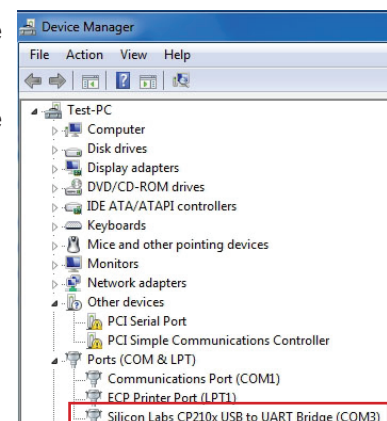 Device Manager
File Action View Help
Test-PC
Computer
Disk drives
Display adapters
DVD/CD-ROM drives
IDE ATA/ATAPI controllers
Keyboards
Mice and other pointing devices
Monitors
Network adapters
Other devices
PCI Serial Port
PCI Simple Communications Controller
Ports (COM & LPT)
Communications Port (COM1)
ECP Printer Port (LPT1)
Silicon Labs CP210x USB to UART Bridge (COM3)